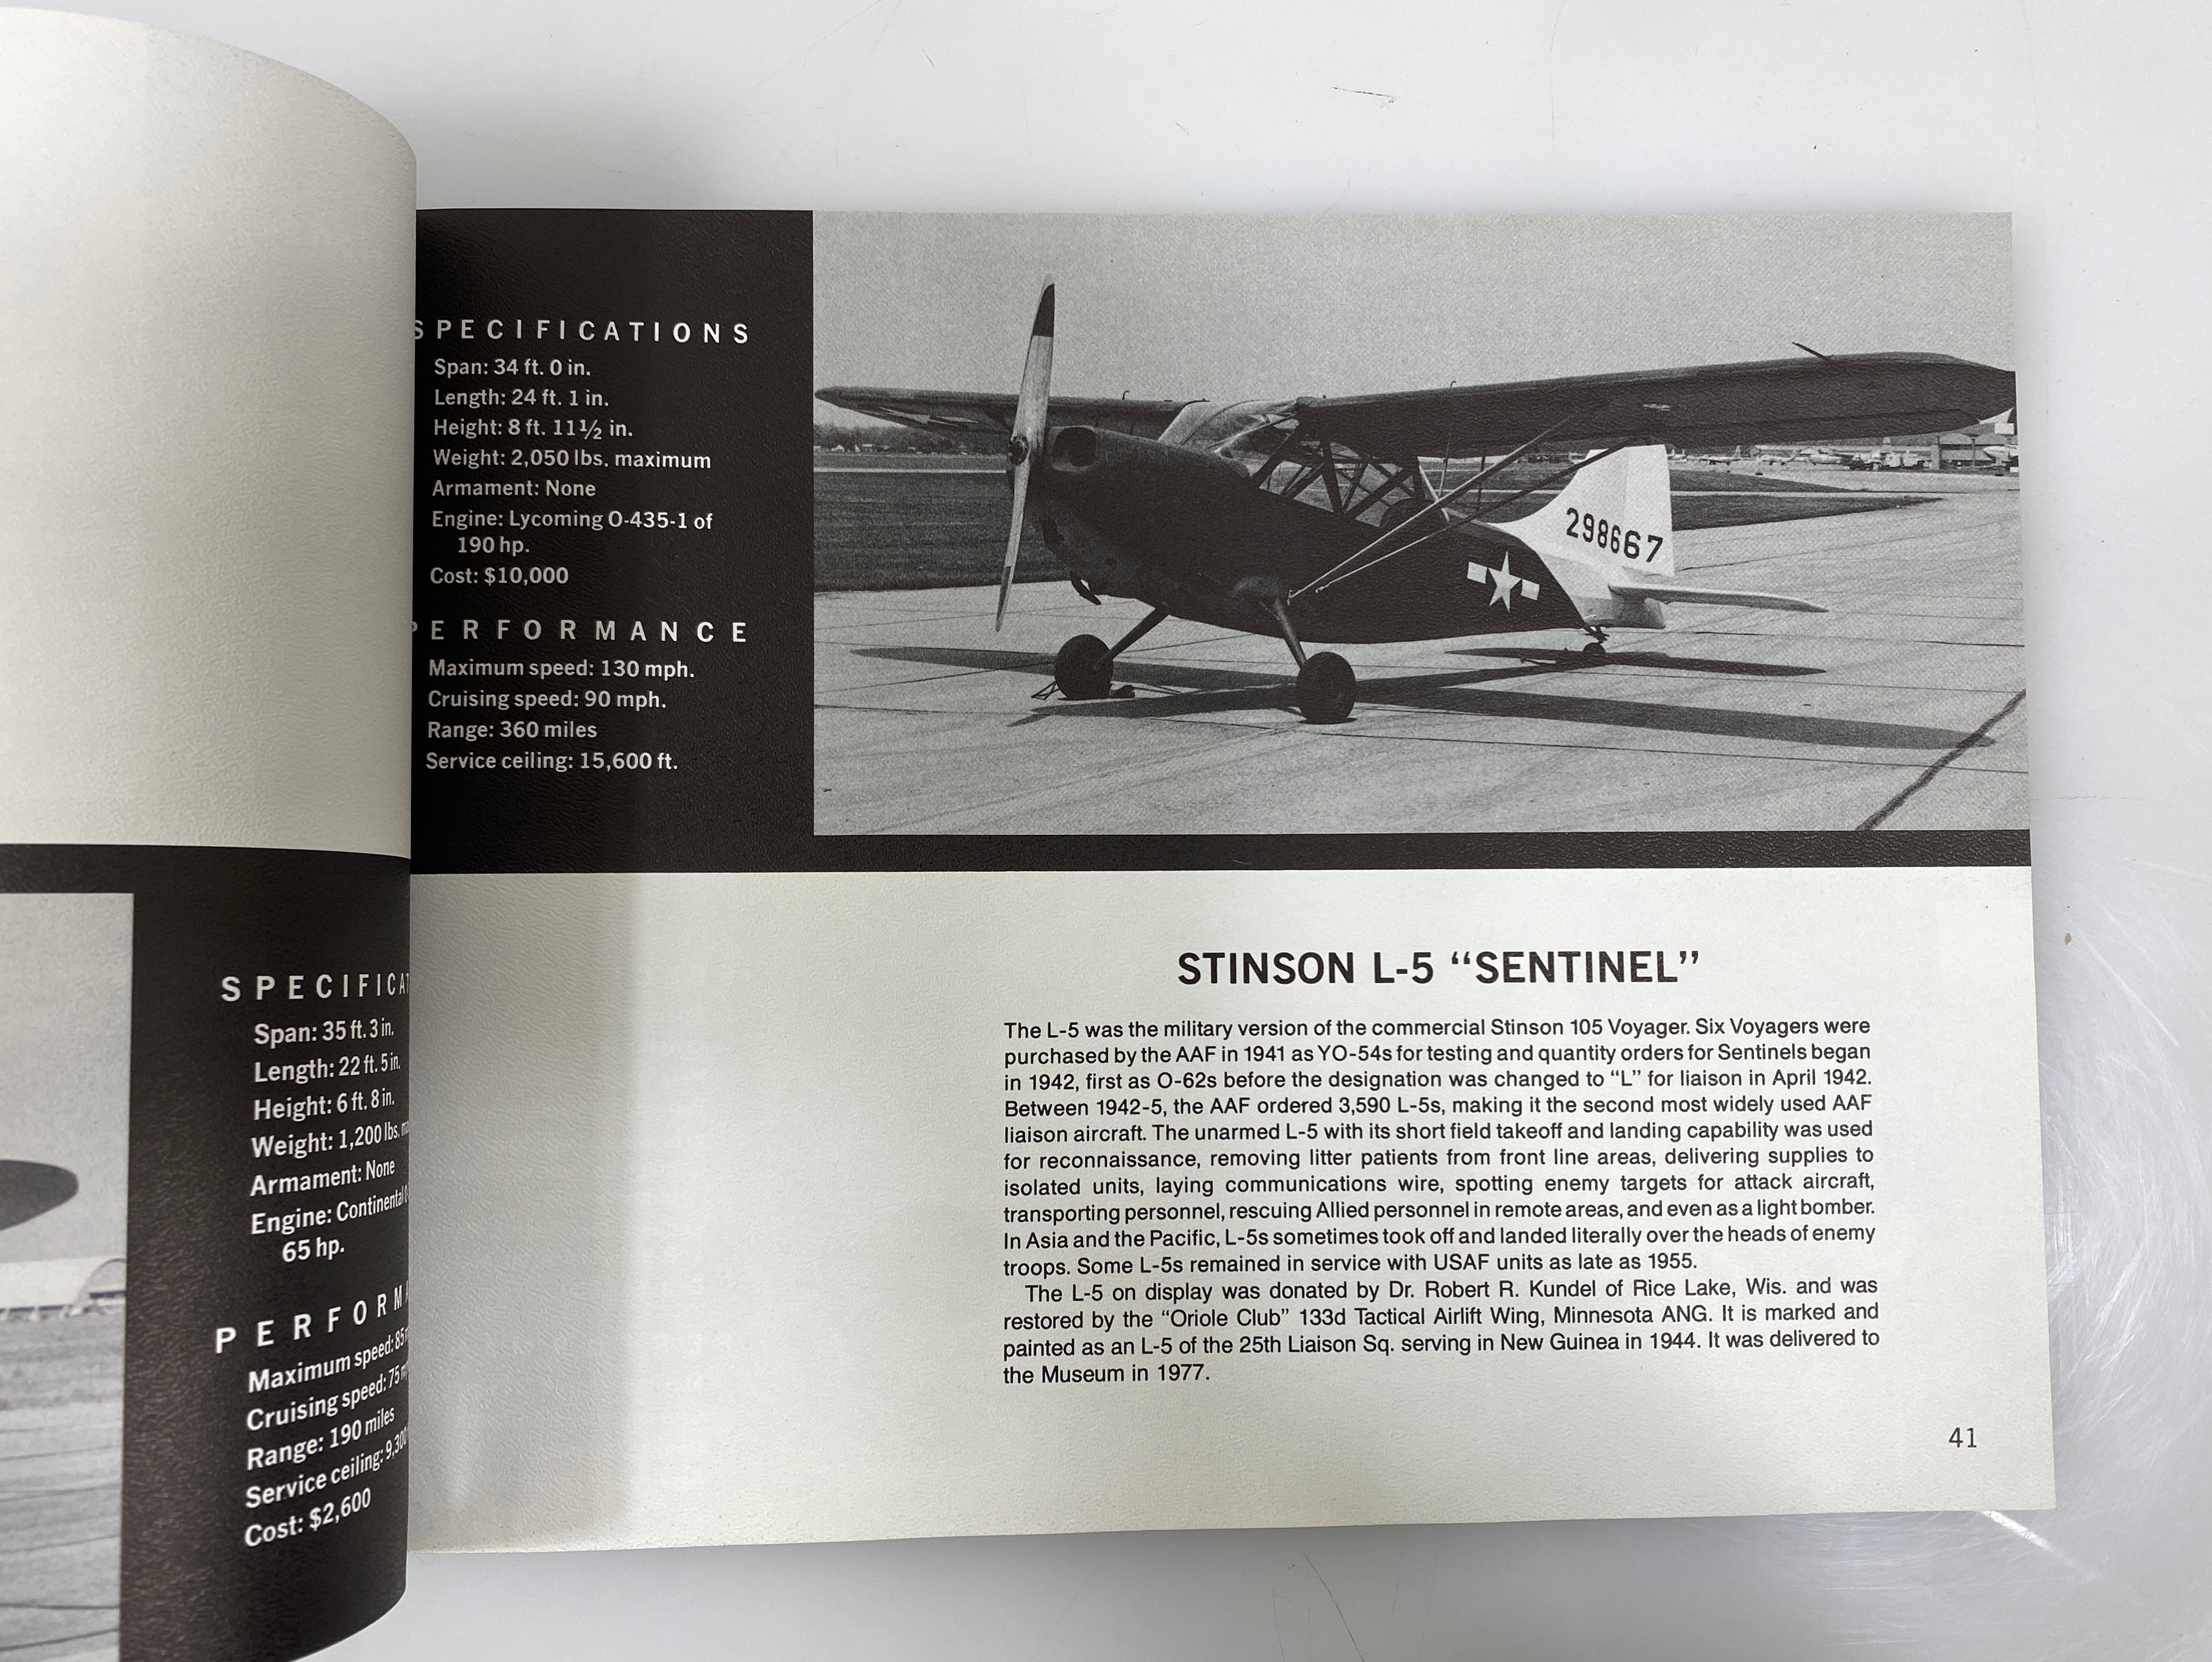 SPECIFICAT
Span: 35 ft. 3 in.
Length: 22 ft. 5 in.
Height: 6 ft. 8 in.
Weight: 1,200 lbs.
Armament: None
Engine: Continental
65 hp.
PERFORMA
Maximum speed: 85
Cruising speed: 75
Range: 190 miles
Service ceiling: 9,300
Cost: $2,600
SPECIFICATIONS
Span: 34 ft. 0 in.
Length: 24 ft. 1 in.
Height: 8 ft. 11½ in.
Weight: 2,050 lbs. maximum
Armament: None
Engine: Lycoming O-435-1 of
190 hp.
Cost: $10,000
PERFORMANCE
Maximum speed: 130 mph.
Cruising speed: 90 mph.
Range: 360 miles
Service ceiling: 15,600 ft.
298667
STINSON L-5 “SENTINEL”
The L-5 was the military version of the commercial Stinson 105 Voyager. Six Voyagers were
purchased by the AAF in 1941 as YO-54s for testing and quantity orders for Sentinels began
in 1942, first as O-62s before the designation was changed to “L” for liaison in April 1942.
Between 1942-5, the AAF ordered 3,590 L-5s, making it the second most widely used AAF
liaison aircraft. The unarmed L-5 with its short field takeoff and landing capability was used
for reconnaissance, removing litter patients from front line areas, delivering supplies to
isolated units, laying communications wire, spotting enemy targets for attack aircraft,
transporting personnel, rescuing Allied personnel in remote areas, and even as a light bomber.
In Asia and the Pacific, L-5s sometimes took off and landed literally over the heads of enemy
troops. Some L-5s remained in service with USAF units as late as 1955.
The L-5 on display was donated by Dr. Robert R. Kundel of Rice Lake, Wis. and was
restored by the “Oriole Club” 133d Tactical Airlift Wing, Minnesota ANG. It is marked and
painted as an L-5 of the 25th Liaison Sq. serving in New Guinea in 1944. It was delivered to
the Museum in 1977.
41